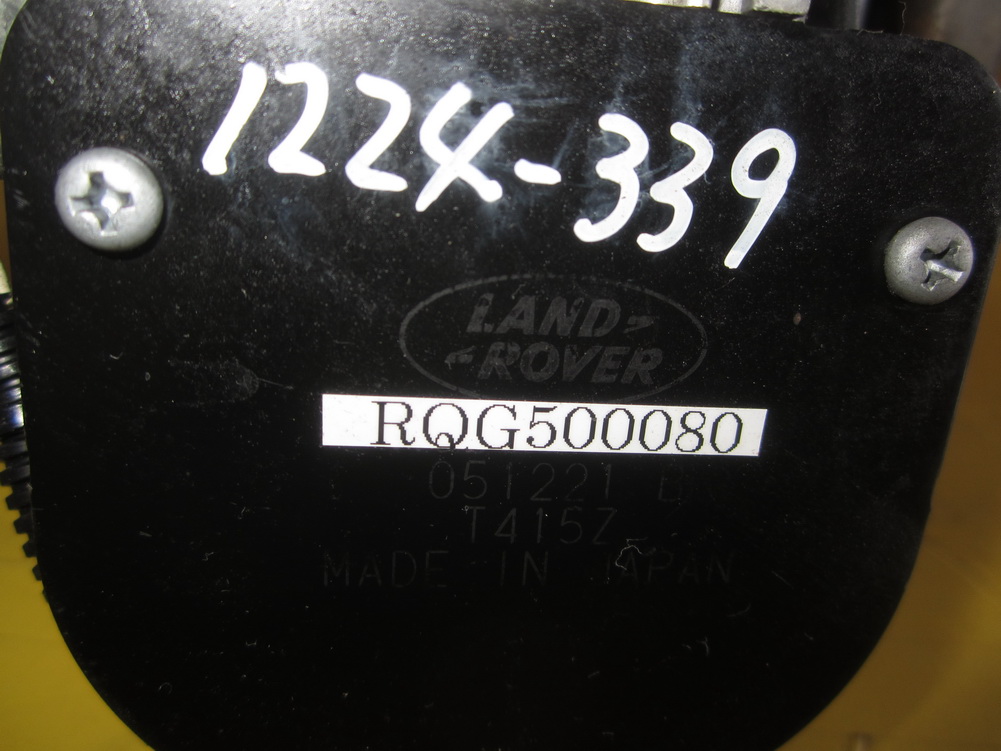 1224-339
LAND-
-ROVER
RQG500080
051221
T415Z
MADE IN JAPAN